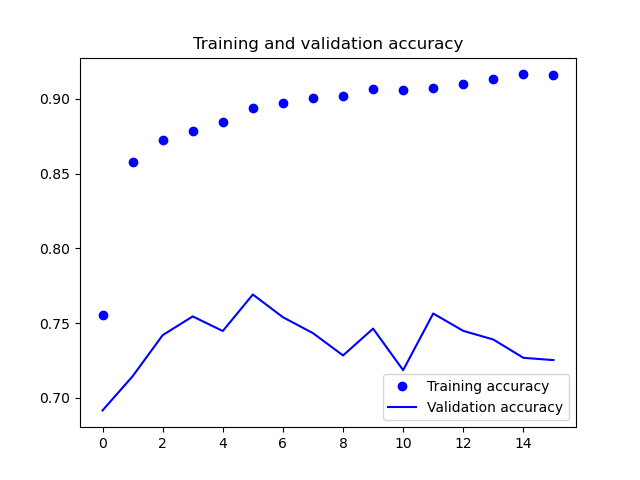 Training and validation accuracy
0.90
0.85
0.80
0.75
0.70
Training accuracy
Validation accuracy
0 2 4 6 8 10 12 14